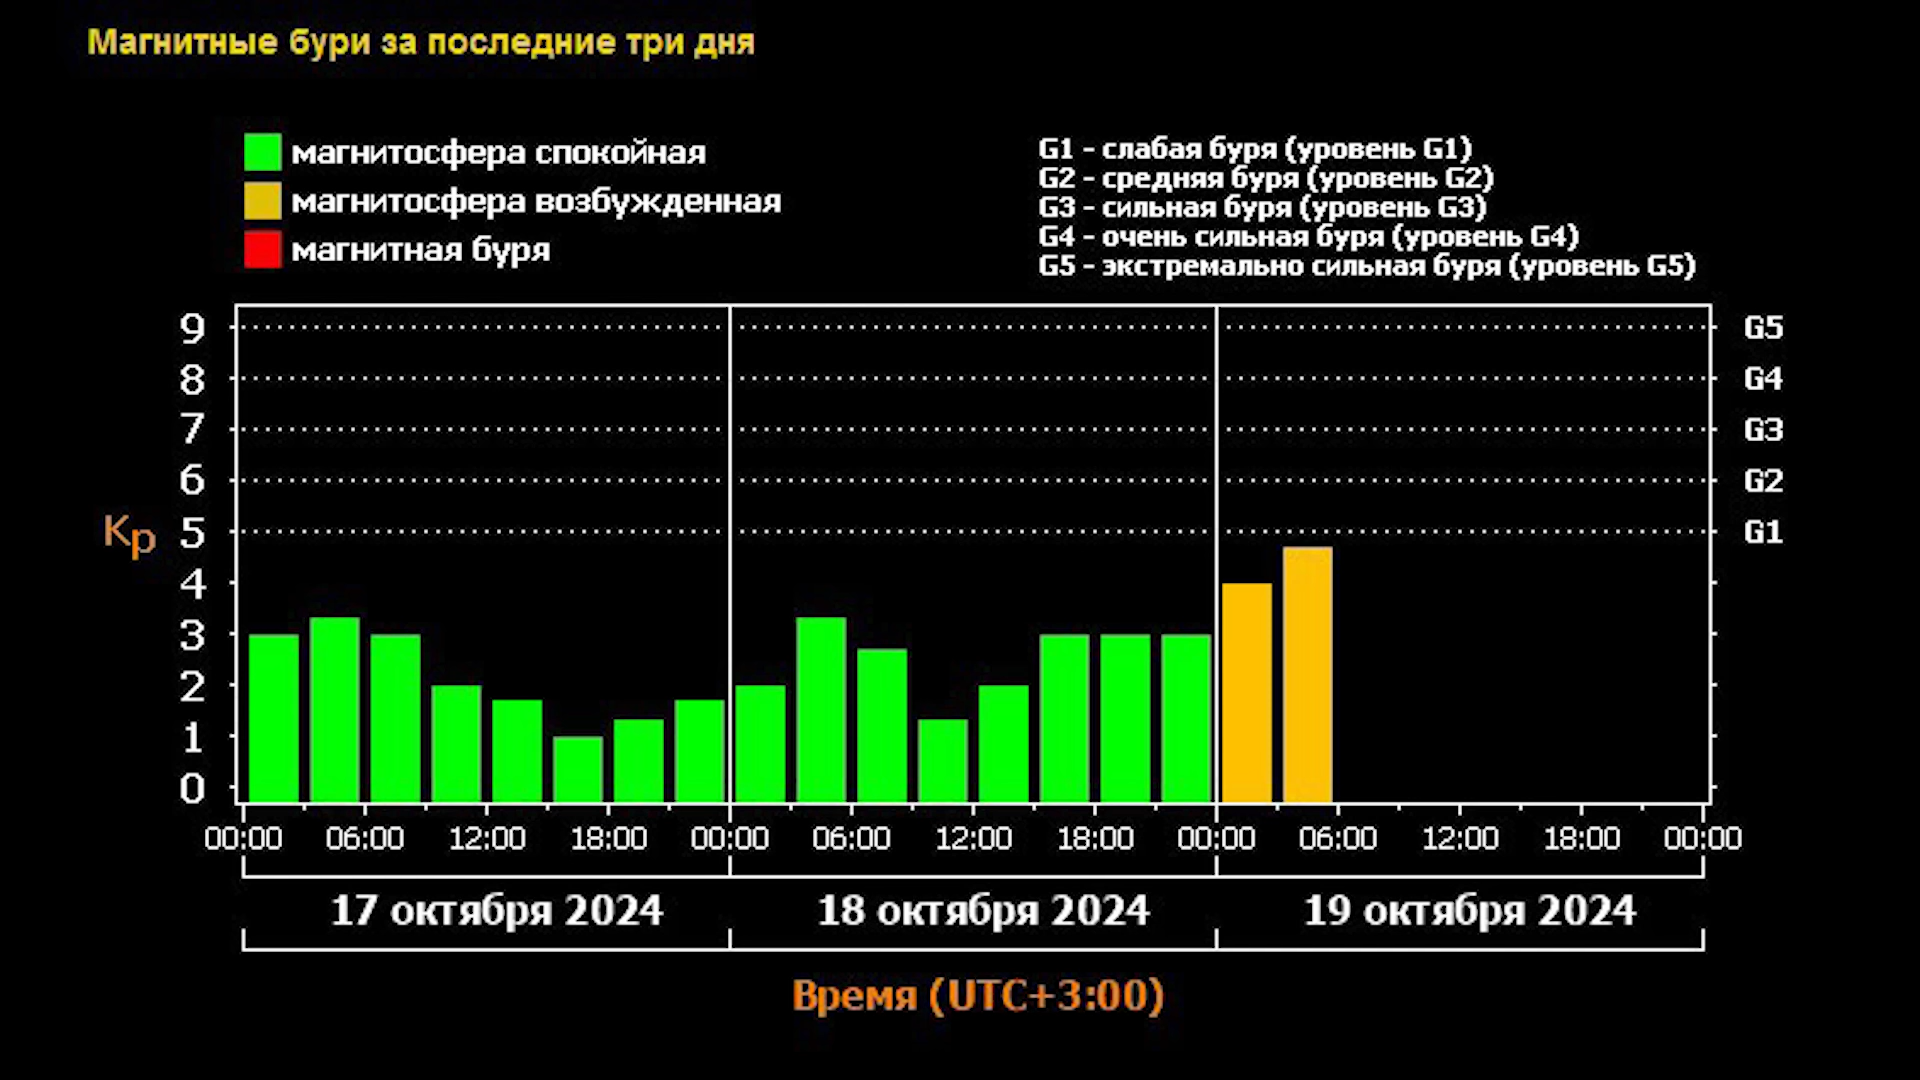 Магнитные бури за последние три дня
магнитосфера спокойная
магнитосфера возбужденная
магнитная буря
G1 - слабая буря (уровень G1)
G2 - средняя буря (уровень G2)
G3 - сильная буря (уровень G3)
G4 - очень сильная буря (уровень G4)
G5 - экстремально сильная буря (уровень G5)
9 G5
8 G4
7 G3
6 G2
Kp 5 G1
4
3
2
1
0
00:00 06:00 12:00 18:00 00:00 06:00 12:00 18:00 00:00 06:00 12:00 18:00 00:00
17 октября 2024 18 октября 2024 19 октября 2024
Время (UTC+3:00)